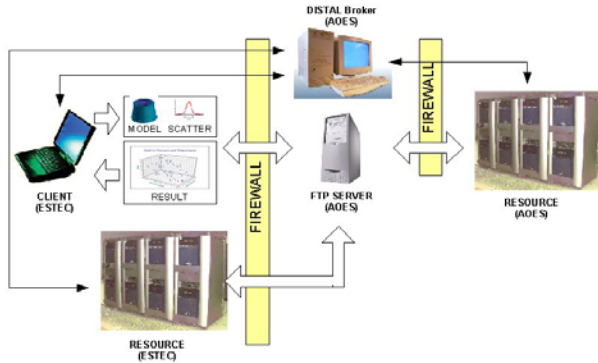 DISTAL Broker
(AOES)
FIREWALL
FIREWALL
MODEL SCATTER
RESULT
CLIENT
(ESTEC)
FTP SERVER
(AOES)
RESOURCE
(AOES)
RESOURCE
(ESTEC)